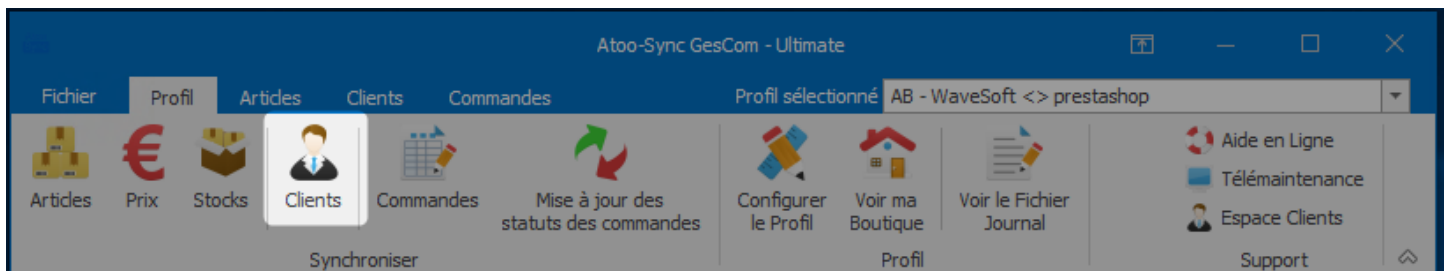 Atoo-Sync GesCom - Ultimate
Fichier Profil Articles Clients Commandes Profil sélectionné AB - WaveSoft <> prestashop
Articles Prix Stocks Clients Commandes Mise à jour des
statuts des commandes
Configurer
le Profil
Voir ma
Boutique
Voir le Fichier
Journal
Aide en Ligne
Télémaintenance
Espace Clients
Synchroniser Profil Support